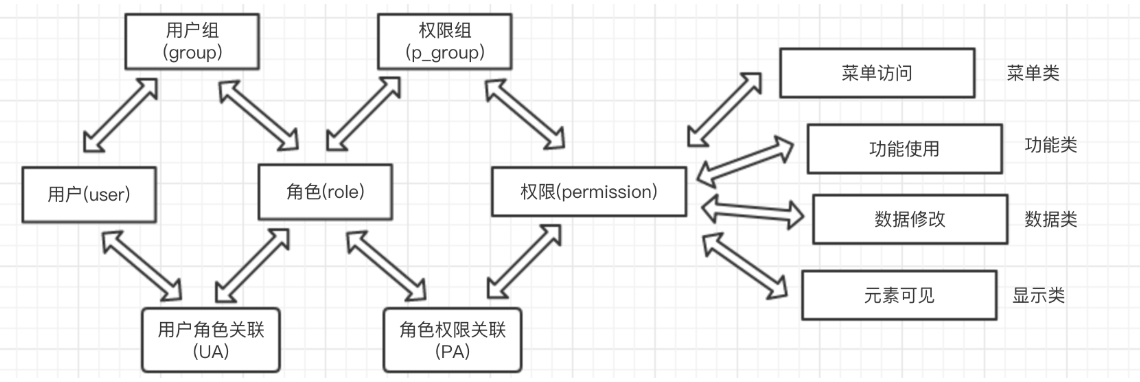 用户组
(group)
权限组
(p_group)
菜单访问
菜单类
功能使用
功能类
用户(user)
角色(role)
权限(permission)
数据修改
数据类
元素可见
显示类
用户角色关联
(UA)
角色权限关联
(PA)